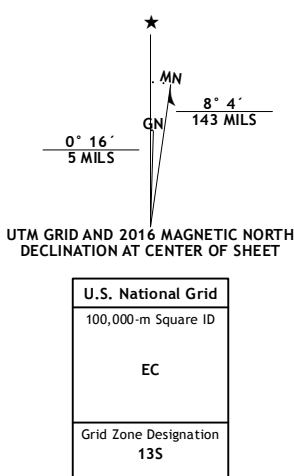 ★
MN
GN
8° 4´
143 MILS
0° 16´
5 MILS
UTM GRID AND 2016 MAGNETIC NORTH
DECLINATION AT CENTER OF SHEET
U.S. National Grid
100,000-m Square ID
EC
Grid Zone Designation
13S